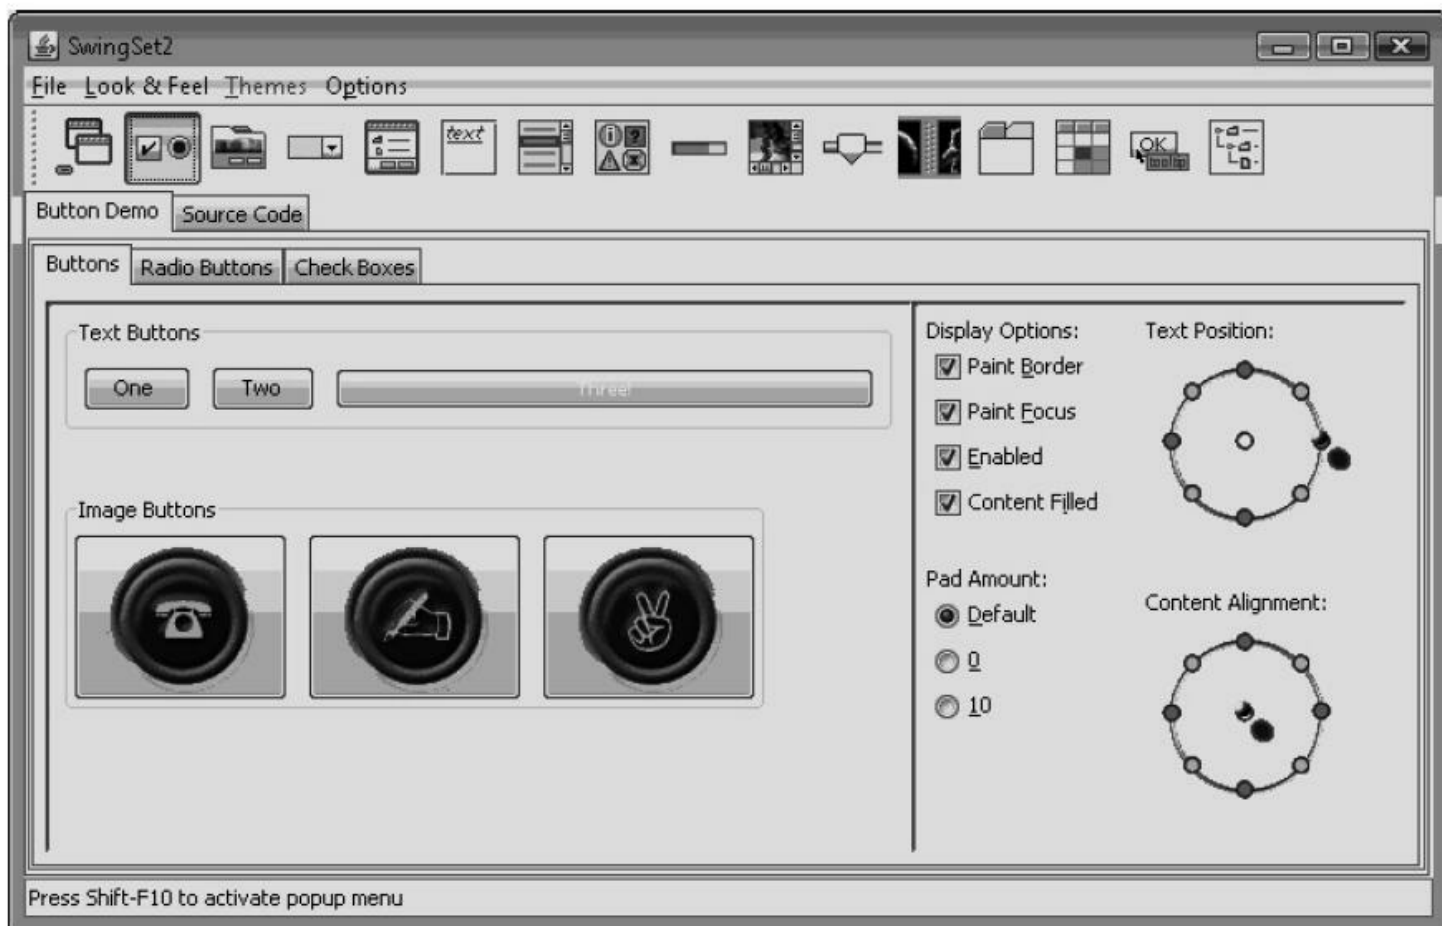 SwingSet2
File Look & Feel Themes Options
text
OK
tooltip
Button Demo Source Code
Buttons Radio Buttons Check Boxes
Text Buttons
One Two Three!
Image Buttons
Display Options:
Paint Border
Paint Focus
Enabled
Content Filled
Pad Amount:
Default
0
10
Text Position:
Content Alignment:
Press Shift-F10 to activate popup menu